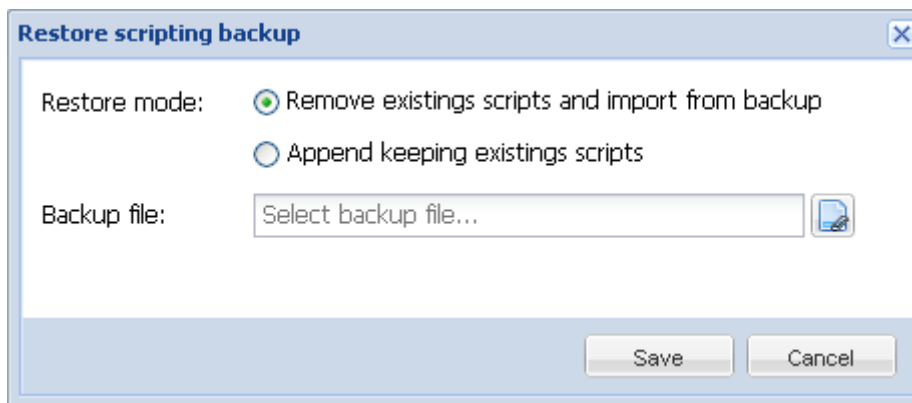 Restore scripting backup
Restore mode: Remove existings scripts and import from backup
Append keeping existings scripts
Backup file: Select backup file...
Save Cancel